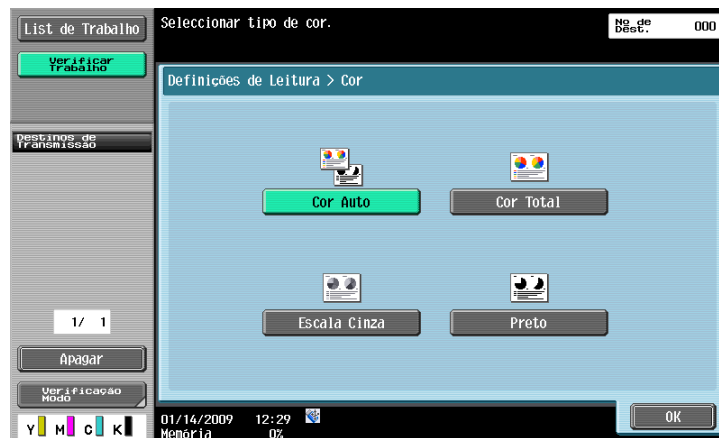 List de Trabalho
Seleccionar tipo de cor.
Nº de
Dest.
000
Verificar
Trabalho
Definições de Leitura > Cor
Destinos de
Transmissão
Cor Auto
Cor Total
Escala Cinza
Preto
1/ 1
Apagar
Verificação
Modo
Y M C K
01/14/2009 12:29
Memória 0%
OK